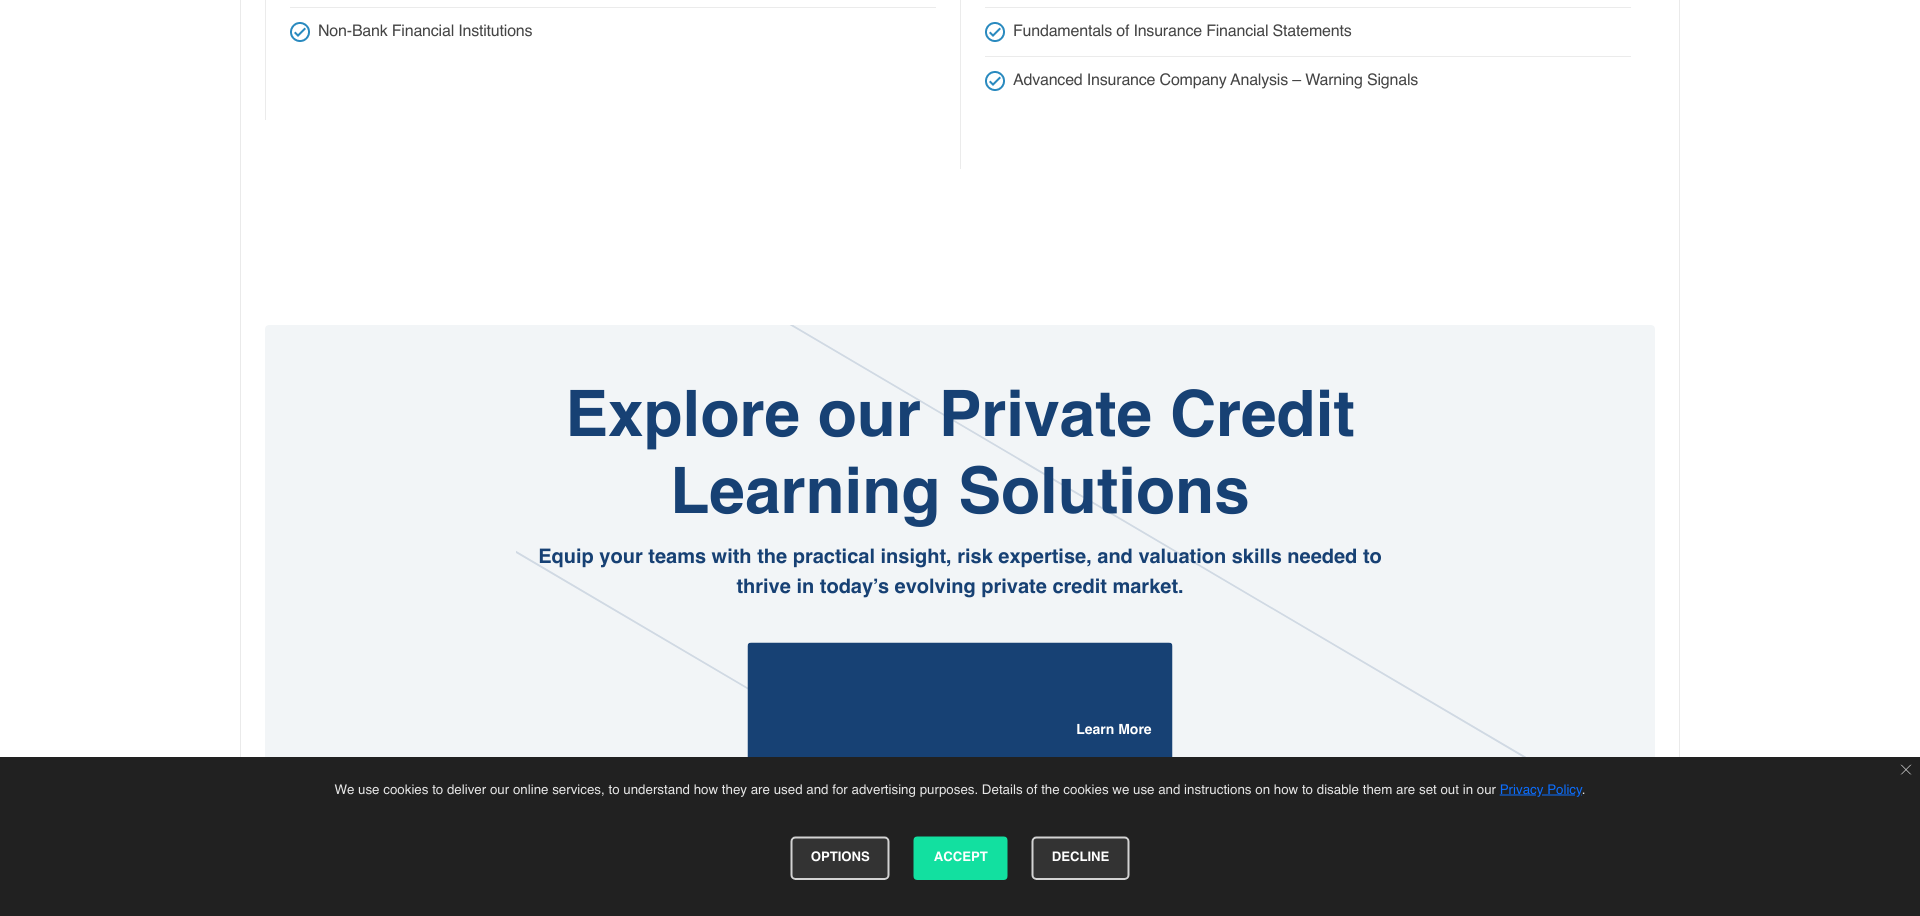 Non-Bank Financial Institutions
Fundamentals of Insurance Financial Statements
Advanced Insurance Company Analysis – Warning Signals
Explore our Private Credit
Learning Solutions
Equip your teams with the practical insight, risk expertise, and valuation skills needed to
thrive in today’s evolving private credit market.
Learn More
We use cookies to deliver our online services, to understand how they are used and for advertising purposes. Details of the cookies we use and instructions on how to disable them are set out in our Privacy Policy.
OPTIONS
ACCEPT
DECLINE